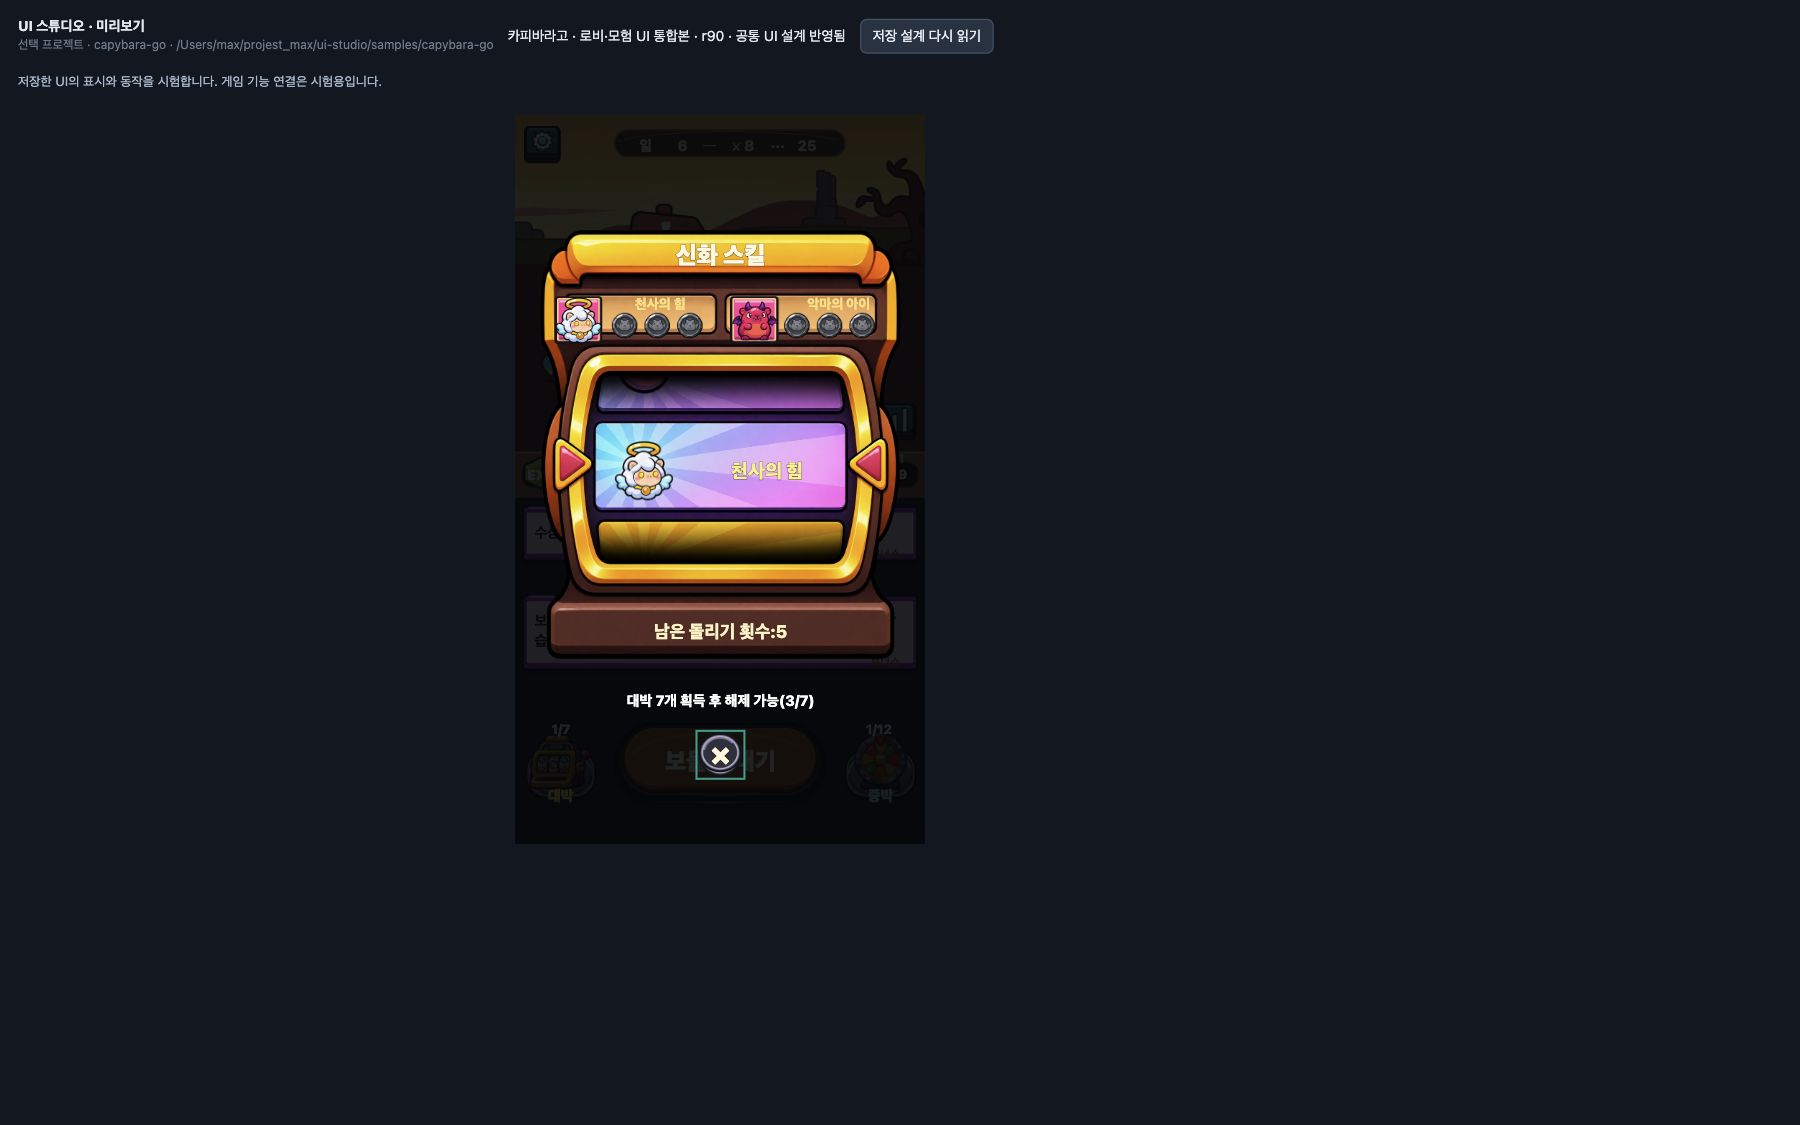 UI 스튜디오 · 미리보기
선택 프로젝트 · capybara-go · /Users/max/projest_max/ui-studio/samples/capybara-go
카피바라고 · 로비·모험 UI 통합본 · r90 · 공통 UI 설계 반영됨
저장 설계 다시 읽기
저장한 UI의 표시와 동작을 시험합니다. 게임 기능 연결은 시험용입니다.
일 6 — x8 ··· 25
신화 스킬
천사의 힘
악마의 아이
천사의 힘
남은 돌리기 횟수:5
대박 7개 획득 후 해제 가능(3/7)
1/7
1/12
대박
중박